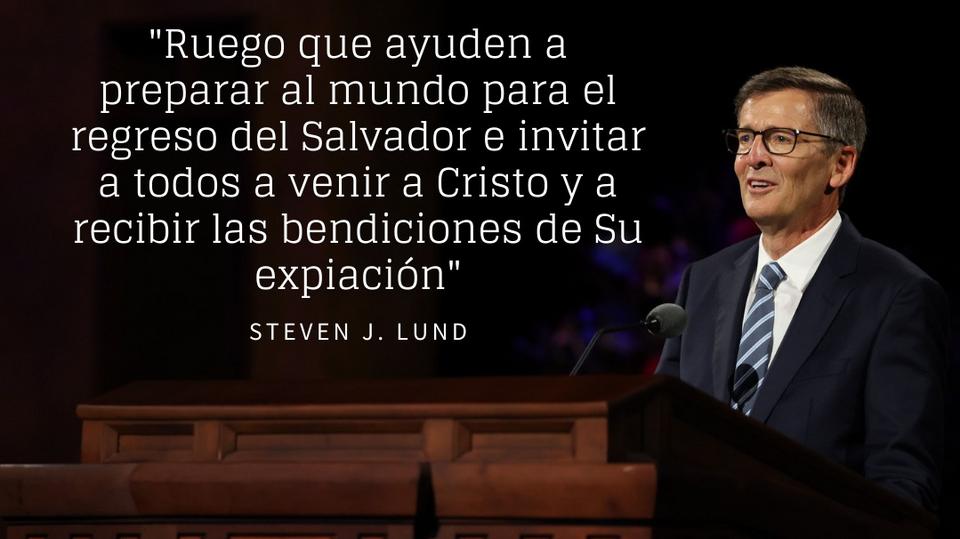 "Ruego que ayuden a
preparar al mundo para el
regreso del Salvador e invitar
a todos a venir a Cristo y a
recibir las bendiciones de Su
expiación"
STEVEN J. LUND